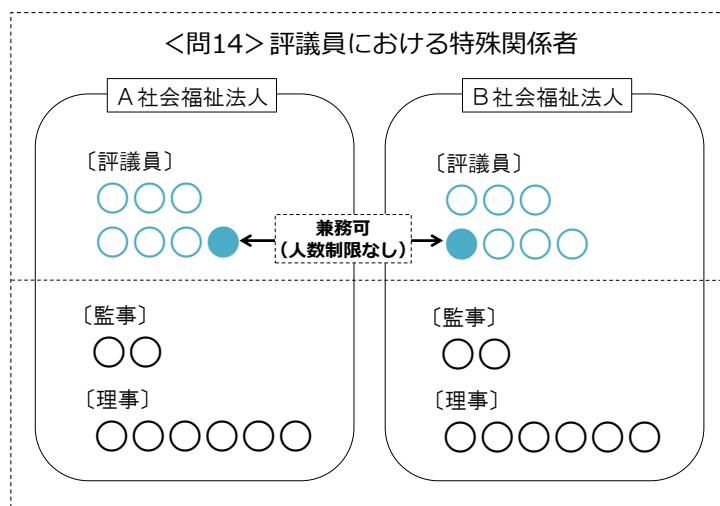 <問14>評議員における特殊関係者
A社会福祉法人
B社会福祉法人
〔評議員〕
〔評議員〕
兼務可
(人数制限なし)
〔監事〕
〔監事〕
〔理事〕
〔理事〕